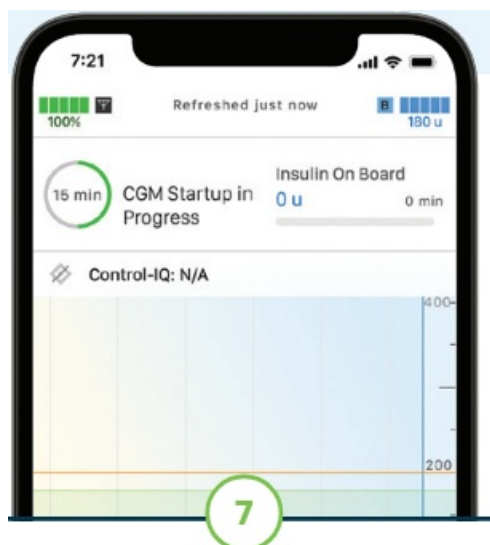 7:21
100%
Refreshed just now
B
180 u
15 min
CGM Startup in
Progress
Insulin On Board
0 u
0 min
Control-IQ: N/A
400
200
7